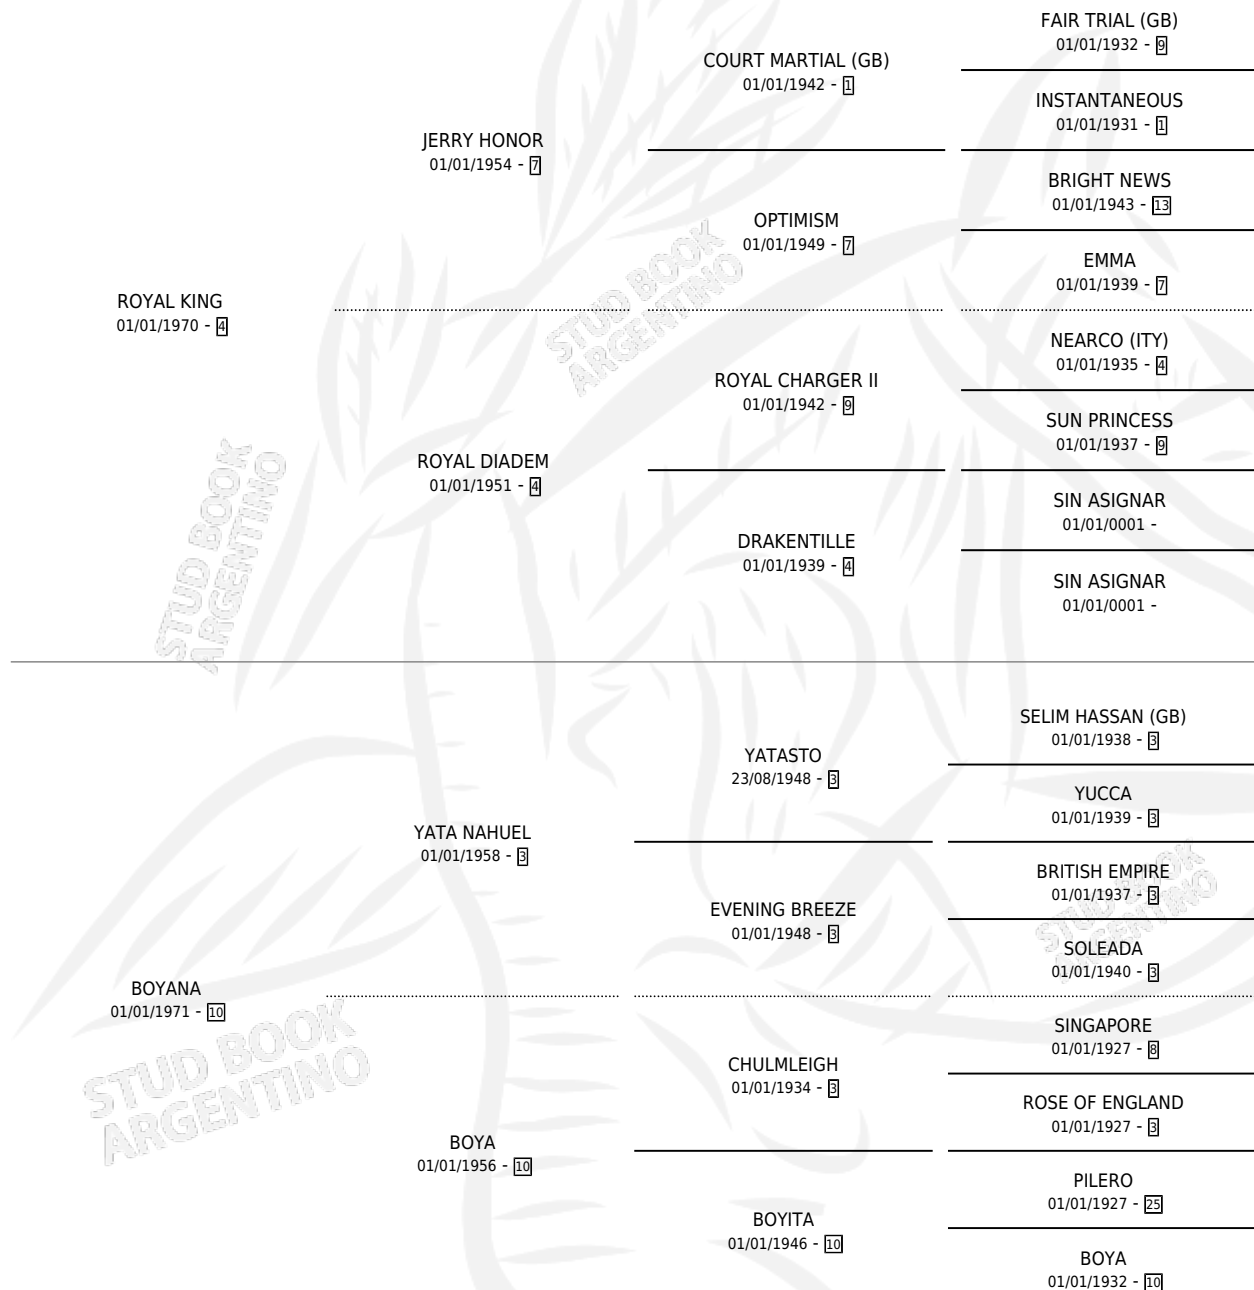 FAIR TRIAL (GB)
01/01/1932 - 9
COURT MARTIAL (GB)
01/01/1942 - 1
INSTANTANEOUS
01/01/1931 - 1
JERRY HONOR
01/01/1954 - 7
BRIGHT NEWS
01/01/1943 - 13
OPTIMISM
01/01/1949 - 7
EMMA
01/01/1939 - 7
ROYAL KING
01/01/1970 - 4
NEARCO (ITY)
01/01/1935 - 4
ROYAL CHARGER II
01/01/1942 - 9
SUN PRINCESS
01/01/1937 - 9
ROYAL DIADEM
01/01/1951 - 4
SIN ASIGNAR
01/01/0001 -
DRAKENTILLE
01/01/1939 - 4
SIN ASIGNAR
01/01/0001 -
SELIM HASSAN (GB)
01/01/1938 - 3
YATASTO
23/08/1948 - 3
YUCCA
01/01/1939 - 3
YATA NAHUEL
01/01/1958 - 3
BRITISH EMPIRE
01/01/1937 - 3
EVENING BREEZE
01/01/1948 - 3
SOLEADA
01/01/1940 - 3
BOYANA
01/01/1971 - 10
SINGAPORE
01/01/1927 - 8
CHULMLEIGH
01/01/1934 - 3
ROSE OF ENGLAND
01/01/1927 - 3
BOYA
01/01/1956 - 10
PILERO
01/01/1927 - 25
BOYITA
01/01/1946 - 10
BOYA
01/01/1932 - 10
STUD BOOK
ARGENTINO
STUD BOOK
ARGENTINO
STUD BOOK
ARGENTINO
STUD BOOK
ARGENTINO